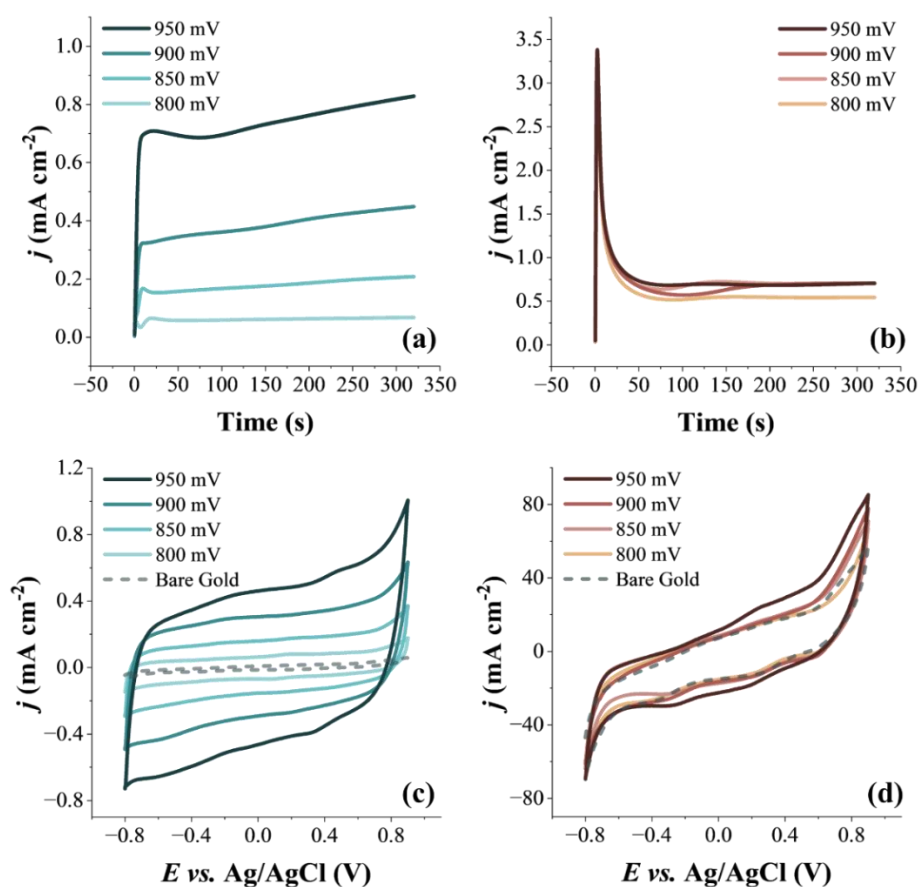 950 mV
900 mV
850 mV
800 mV
1.0
0.8
0.6
0.4
0.2
0.0
j (mA cm⁻²)
(a)
−50 0 50 100 150 200 250 300 350
Time (s)
950 mV
900 mV
850 mV
800 mV
3.5
3.0
2.5
2.0
1.5
1.0
0.5
0.0
j (mA cm⁻²)
(b)
−50 0 50 100 150 200 250 300 350
Time (s)
950 mV
900 mV
850 mV
800 mV
Bare Gold
1.2
0.8
0.4
0.0
−0.4
−0.8
j (mA cm⁻²)
(c)
−0.8 −0.4 0.0 0.4 0.8
E vs. Ag/AgCl (V)
950 mV
900 mV
850 mV
800 mV
Bare Gold
80
40
0
−40
−80
j (mA cm⁻²)
(d)
−0.8 −0.4 0.0 0.4 0.8
E vs. Ag/AgCl (V)